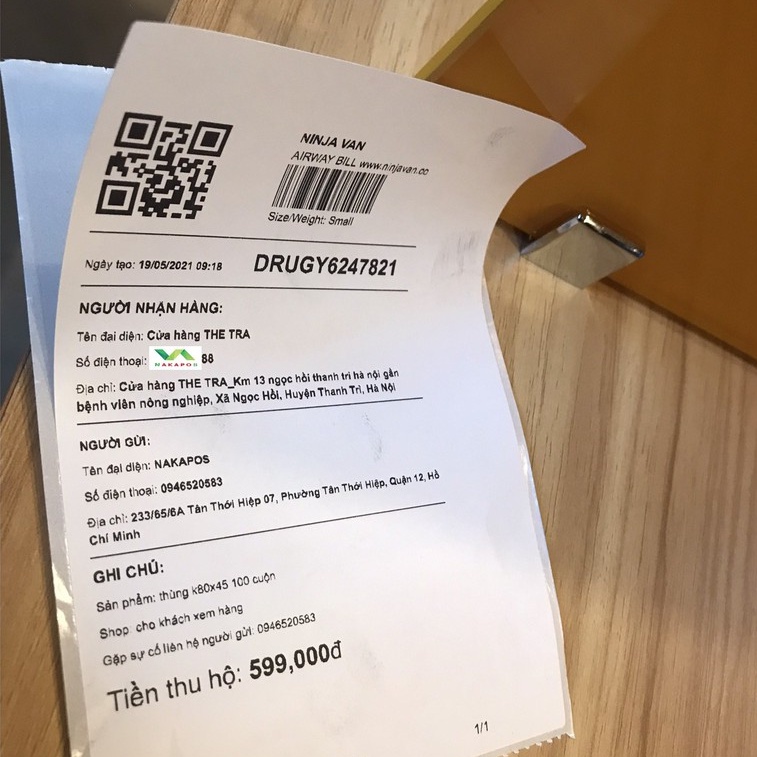 NINJA VAN
AIRWAY BILL www.ninjavan.co
Size/Weight: Small
Ngày tạo: 19/05/2021 09:18 DRUGY6247821
NGƯỜI NHẬN HÀNG:
Tên đai diện: Cửa hàng THE TRA
Số điện thoại: NAKAPOS 88
Địa chỉ: Cửa hàng THE TRA_Km 13 ngọc hồi thanh trì hà nội gần
bệnh viên nông nghiệp, Xã Ngọc Hồi, Huyện Thanh Trì, Hà Nội
NGƯỜI GỬI:
Tên đai diện: NAKAPOS
Số điện thoại: 0946520583
Địa chỉ: 233/65/6A Tân Thới Hiệp 07, Phường Tân Thới Hiệp, Quận 12, Hồ
Chí Minh
GHI CHÚ:
Sản phẩm: thùng k80x45 100 cuộn
Shop: cho khách xem hàng
Gặp sự cố liên hệ người gửi: 0946520583
Tiền thu hộ: 599,000đ
1/1